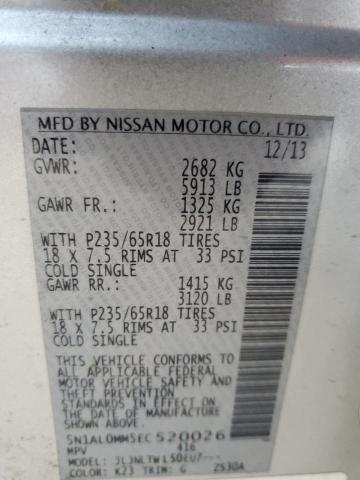 MFD BY NISSAN MOTOR CO., LTD.
DATE: 12/13
GVWR: 2682 KG
5913 LB
GAWR FR.: 1325 KG
2921 LB
WITH P235/65R18 TIRES
18 X 7.5 RIMS AT 33 PSI
COLD SINGLE
GAWR RR.: 1415 KG
3120 LB
WITH P235/65R18 TIRES
18 X 7.5 RIMS AT 33 PSI
COLD SINGLE
THIS VEHICLE CONFORMS TO
ALL APPLICABLE FEDERAL
MOTOR VEHICLE SAFETY AND
THEFT PREVENTION
STANDARDS IN EFFECT ON
THE DATE OF MANUFACTURE
SHOWN ABOVE.
5N1AL0MM5EC520026
MPV 416
MODEL:
COLOR: K23 TRIM: G Z530A